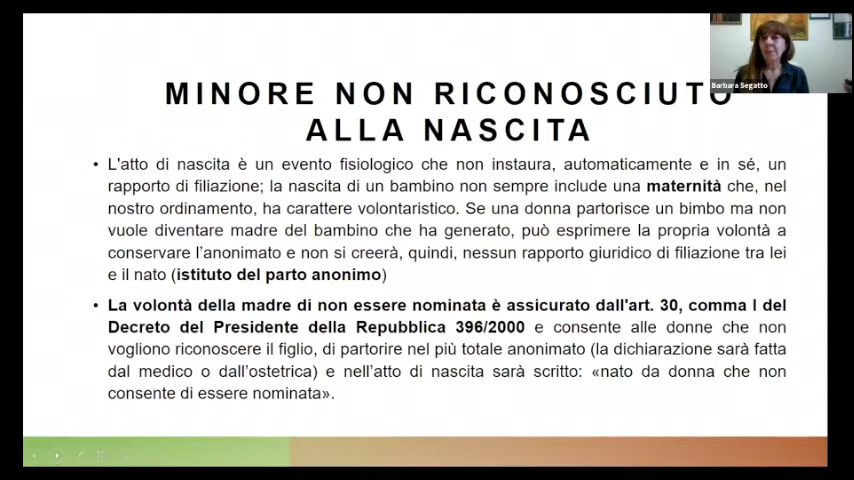 Barbara Segatto
MINORE NON RICONOSCIUTO
ALLA NASCITA
• L'atto di nascita è un evento fisiologico che non instaura, automaticamente e in sé, un
rapporto di filiazione; la nascita di un bambino non sempre include una maternità che, nel
nostro ordinamento, ha carattere volontaristico. Se una donna partorisce un bimbo ma non
vuole diventare madre del bambino che ha generato, può esprimere la propria volontà a
conservare l'anonimato e non si creerà, quindi, nessun rapporto giuridico di filiazione tra lei
e il nato (istituto del parto anonimo)
• La volontà della madre di non essere nominata è assicurato dall'art. 30, comma I del
Decreto del Presidente della Repubblica 396/2000 e consente alle donne che non
vogliono riconoscere il figlio, di partorire nel più totale anonimato (la dichiarazione sarà fatta
dal medico o dall'ostetrica) e nell'atto di nascita sarà scritto: «nato da donna che non
consente di essere nominata».